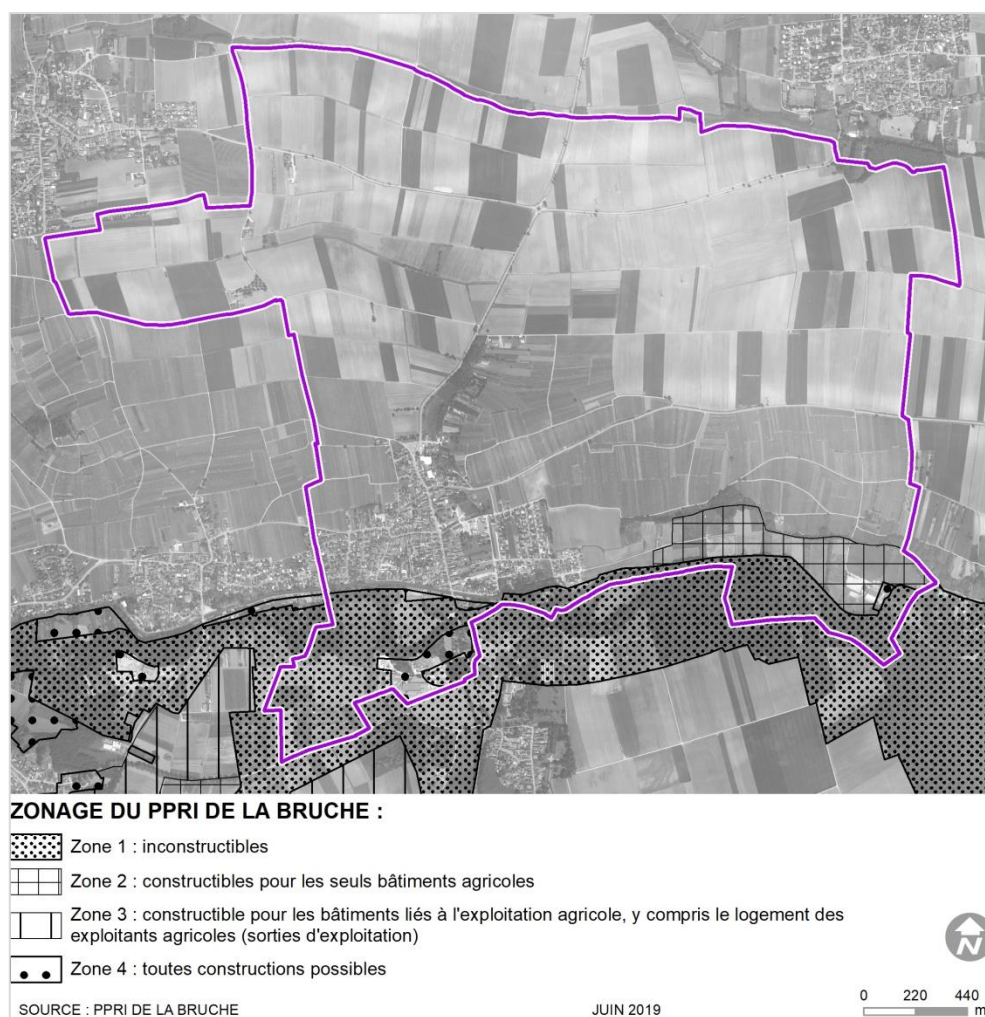 ZONAGE DU PPRI DE LA BRUCHE :
Zone 1 : inconstructibles
Zone 2 : constructibles pour les seuls bâtiments agricoles
Zone 3 : constructible pour les bâtiments liés à l'exploitation agricole, y compris le logement des
exploitants agricoles (sorties d'exploitation)
Zone 4 : toutes constructions possibles
N
SOURCE : PPRI DE LA BRUCHE
JUIN 2019
0 220 440
m